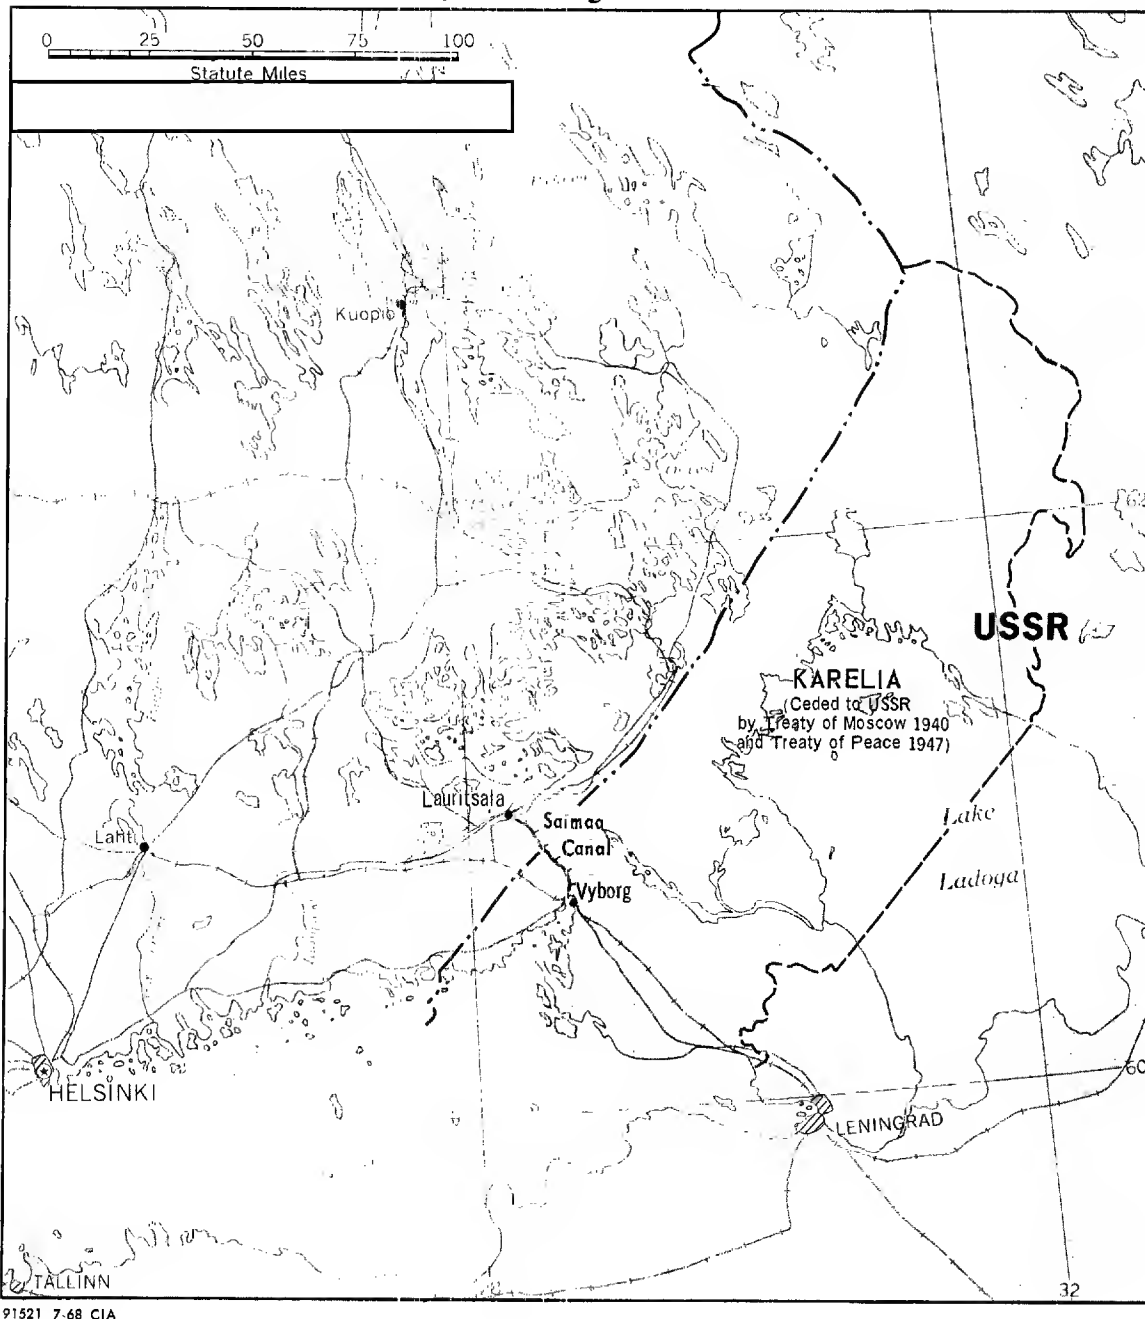 0 25 50 75 100
Statute Miles
Kuopio
62
USSR
KARELIA
(Ceded to USSR
by Treaty of Moscow 1940
and Treaty of Peace 1947)
Lauritsala
Saimaa
Canal
Lahti
Lake
Ladoga
Vyborg
60
HELSINKI
LENINGRAD
TALLINN
32
91521 7-68 CIA